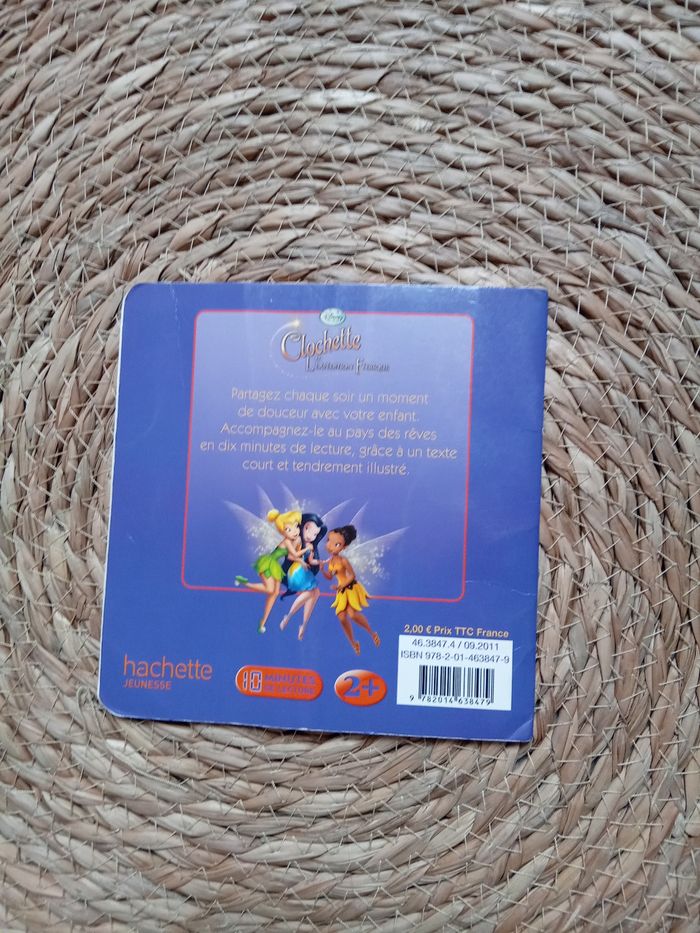 Disney
Clochette
L'Expédition Féerique
Partagez chaque soir un moment
de douceur avec votre enfant.
Accompagnez-le au pays des rêves
en dix minutes de lecture, grâce à un texte
court et tendrement illustré.
2,00 € Prix TTC France
46.3847.4 / 09.2011
ISBN 978-2-01-463847-9
9 782014 638479
hachette
JEUNESSE
10 MINUTES
DE LECTURE
2+